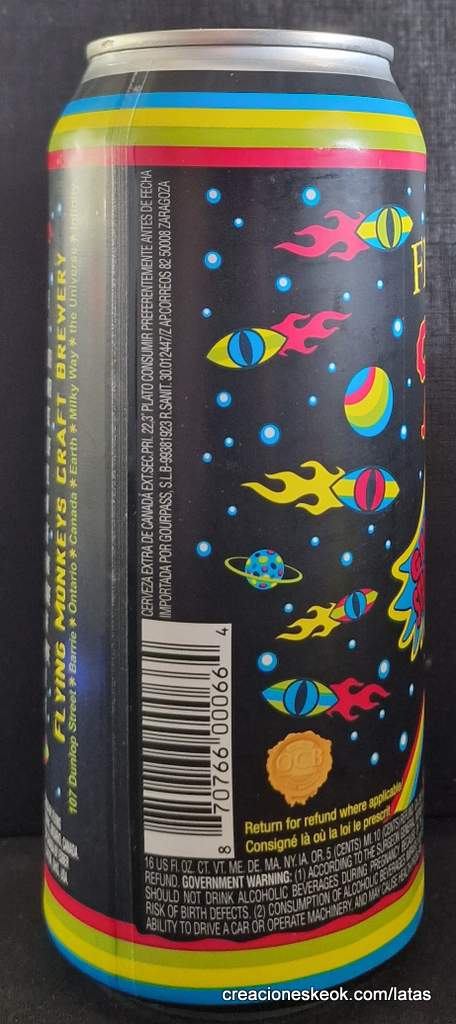 FLYING MONKEYS CRAFT BREWERY
107 Dunlop Street * Barrie * Ontario * Canada * Earth * Milky Way * the Universe * Infinity
CERVEZA EXTRA DE CANADÁ EXT.SEC.PRI. 22,3° PLATO CONSUMIR PREFERENTEMENTE ANTES DE FECHA
IMPORTADA POR GOURPASS, S.L.B-99381923 R.SANIT. 30.012447/Z APCORREOS 82 50008 ZARAGOZA
8 70766 00066 4
OCB
Return for refund where applicable
Consigné là où la loi le prescrit
16 US FL.OZ. CT. VT. ME. DE. MA. NY. IA. OR. 5 (CENTS) MI. 10 (CENTS)
REFUND. GOVERNMENT WARNING: (1) ACCORDING TO THE SURGEON
SHOULD NOT DRINK ALCOHOLIC BEVERAGES DURING PREGNANCY
RISK OF BIRTH DEFECTS. (2) CONSUMPTION OF ALCOHOLIC BEVERAGES
ABILITY TO DRIVE A CAR OR OPERATE MACHINERY, AND MAY CAUSE
creacioneskeok.com/latas